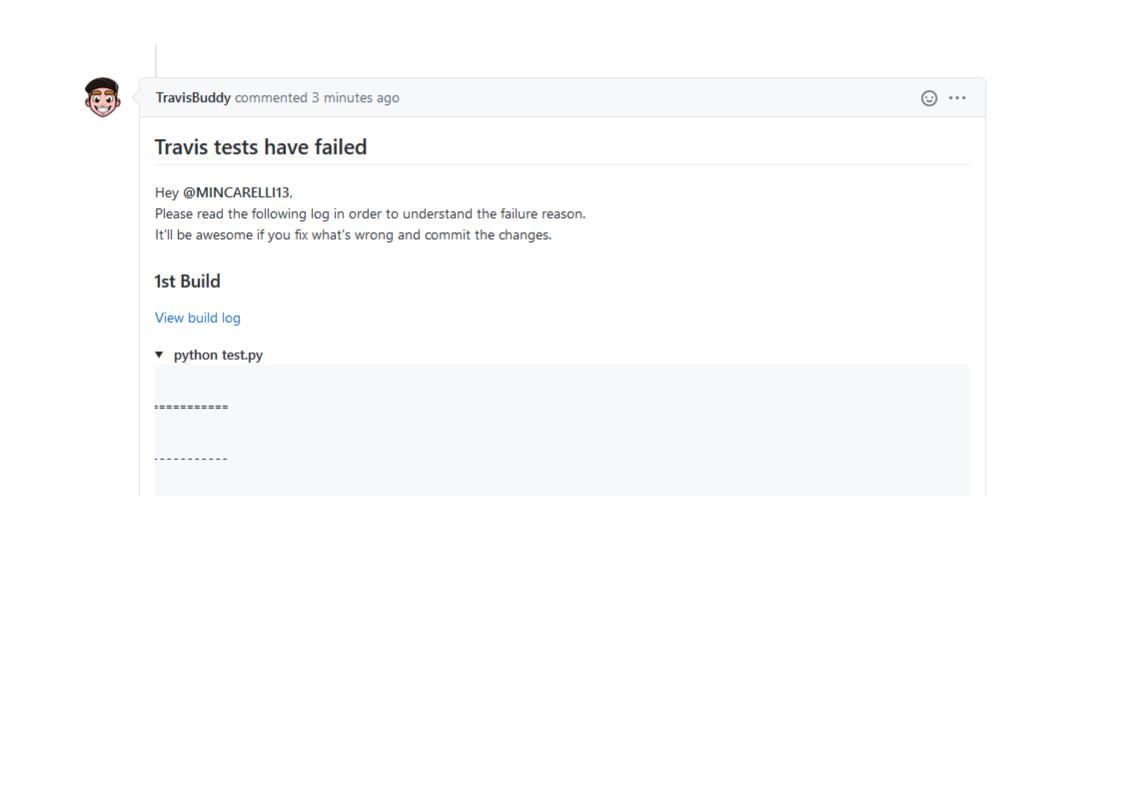 TravisBuddy commented 3 minutes ago
Travis tests have failed
Hey @MINCARELLI13,
Please read the following log in order to understand the failure reason.
It'll be awesome if you fix what's wrong and commit the changes.
1st Build
View build log
▼ python test.py
===========
-----------